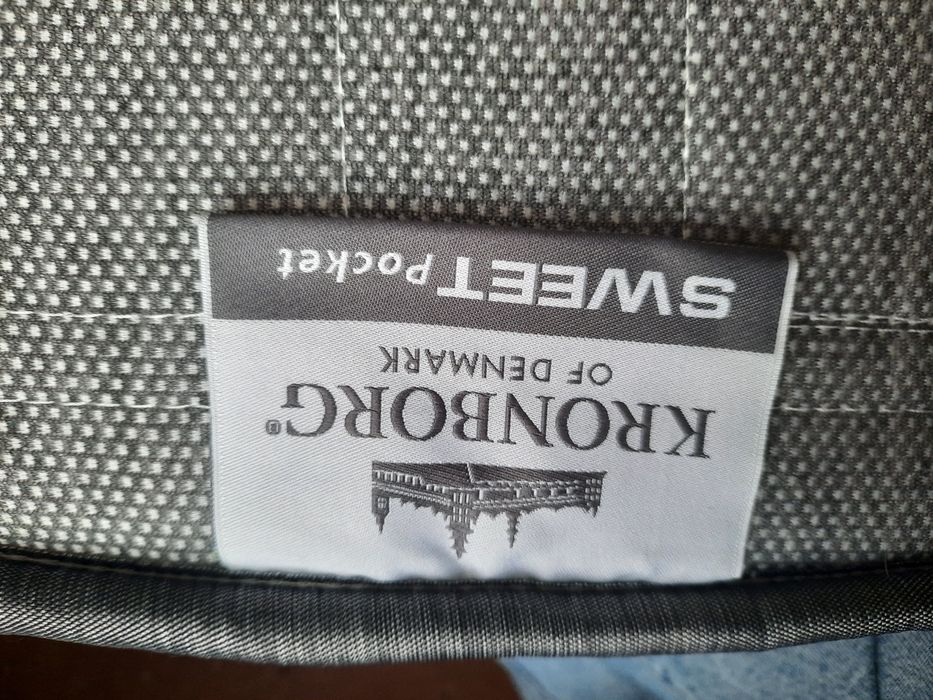 KRONBORG®
OF DENMARK
SWEET Pocket